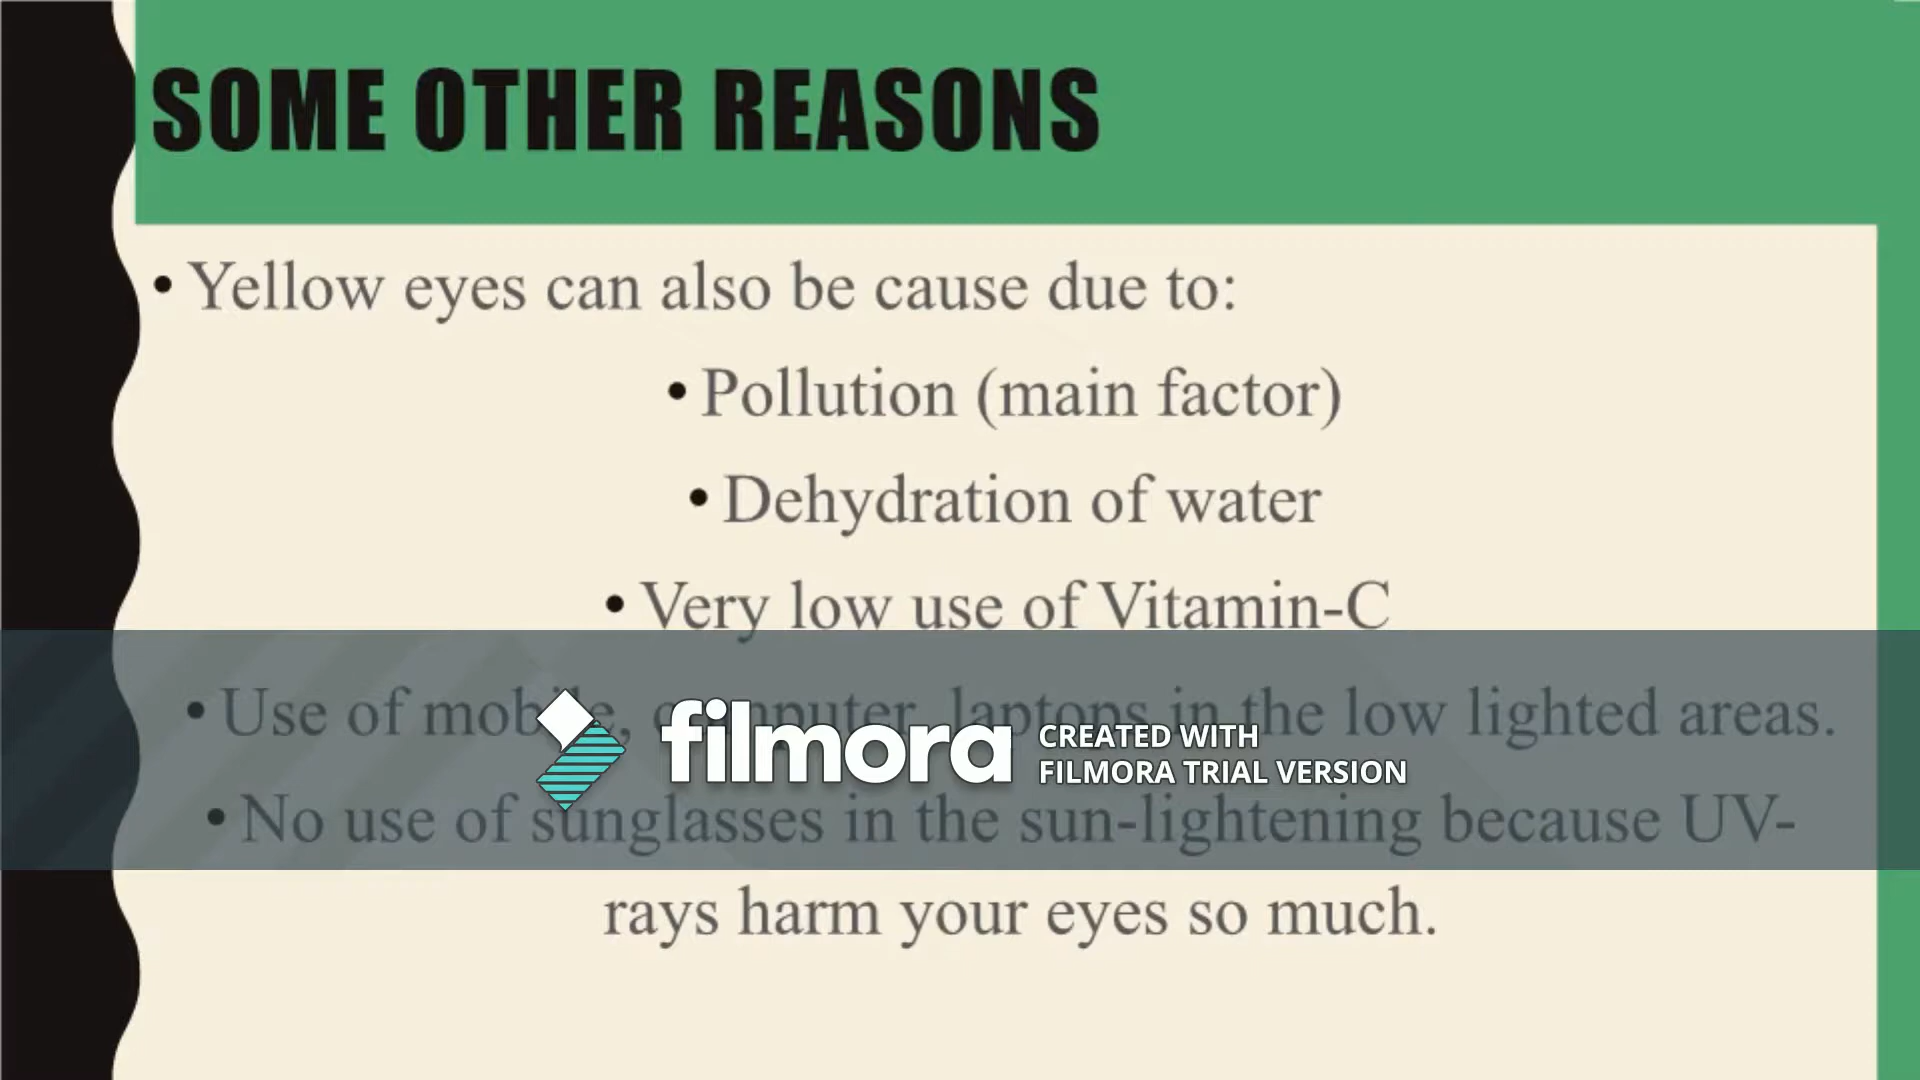 SOME OTHER REASONS
• Yellow eyes can also be cause due to:
• Pollution (main factor)
• Dehydration of water
• Very low use of Vitamin-C
• Use of mobile, computer, laptops in the low lighted areas.
filmora CREATED WITH
FILMORA TRIAL VERSION
• No use of sunglasses in the sun-lightening because UV-
rays harm your eyes so much.